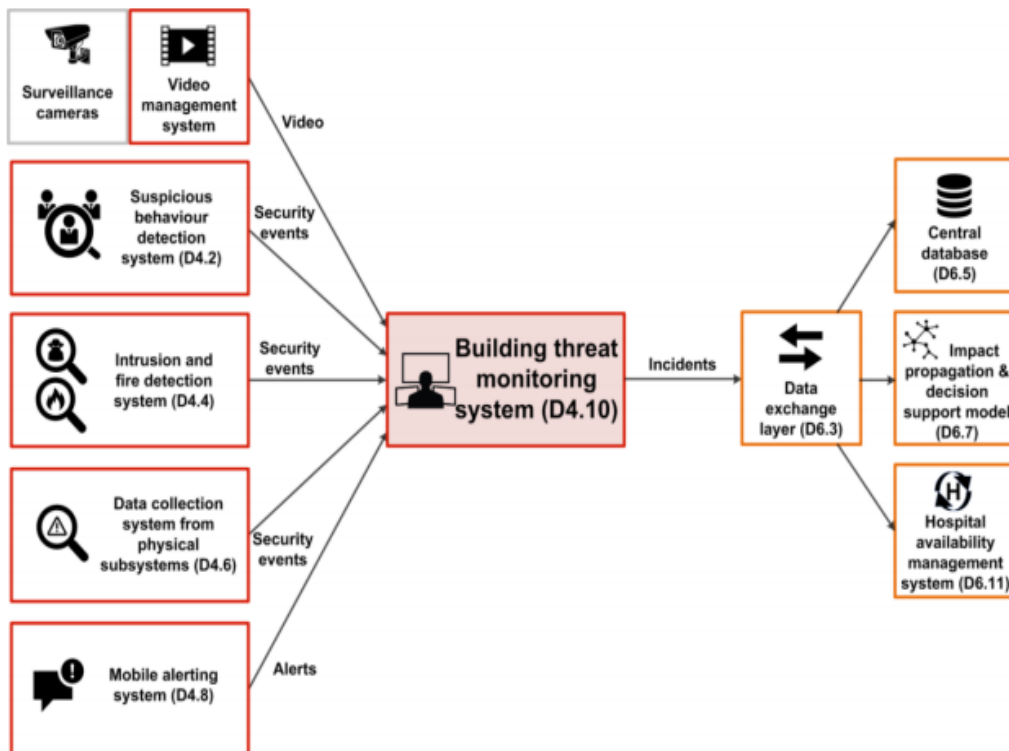 Surveillance
cameras
Video
management
system
Video
Suspicious
behaviour
detection
system (D4.2)
Security
events
Intrusion and
fire detection
system (D4.4)
Security
events
Data collection
system from
physical
subsystems (D4.6)
Security
events
Mobile alerting
system (D4.8)
Alerts
Building threat
monitoring
system (D4.10)
Incidents
Data
exchange
layer (D6.3)
Central
database
(D6.5)
Impact
propagation &
decision
support model
(D6.7)
H
Hospital
availability
management
system (D6.11)